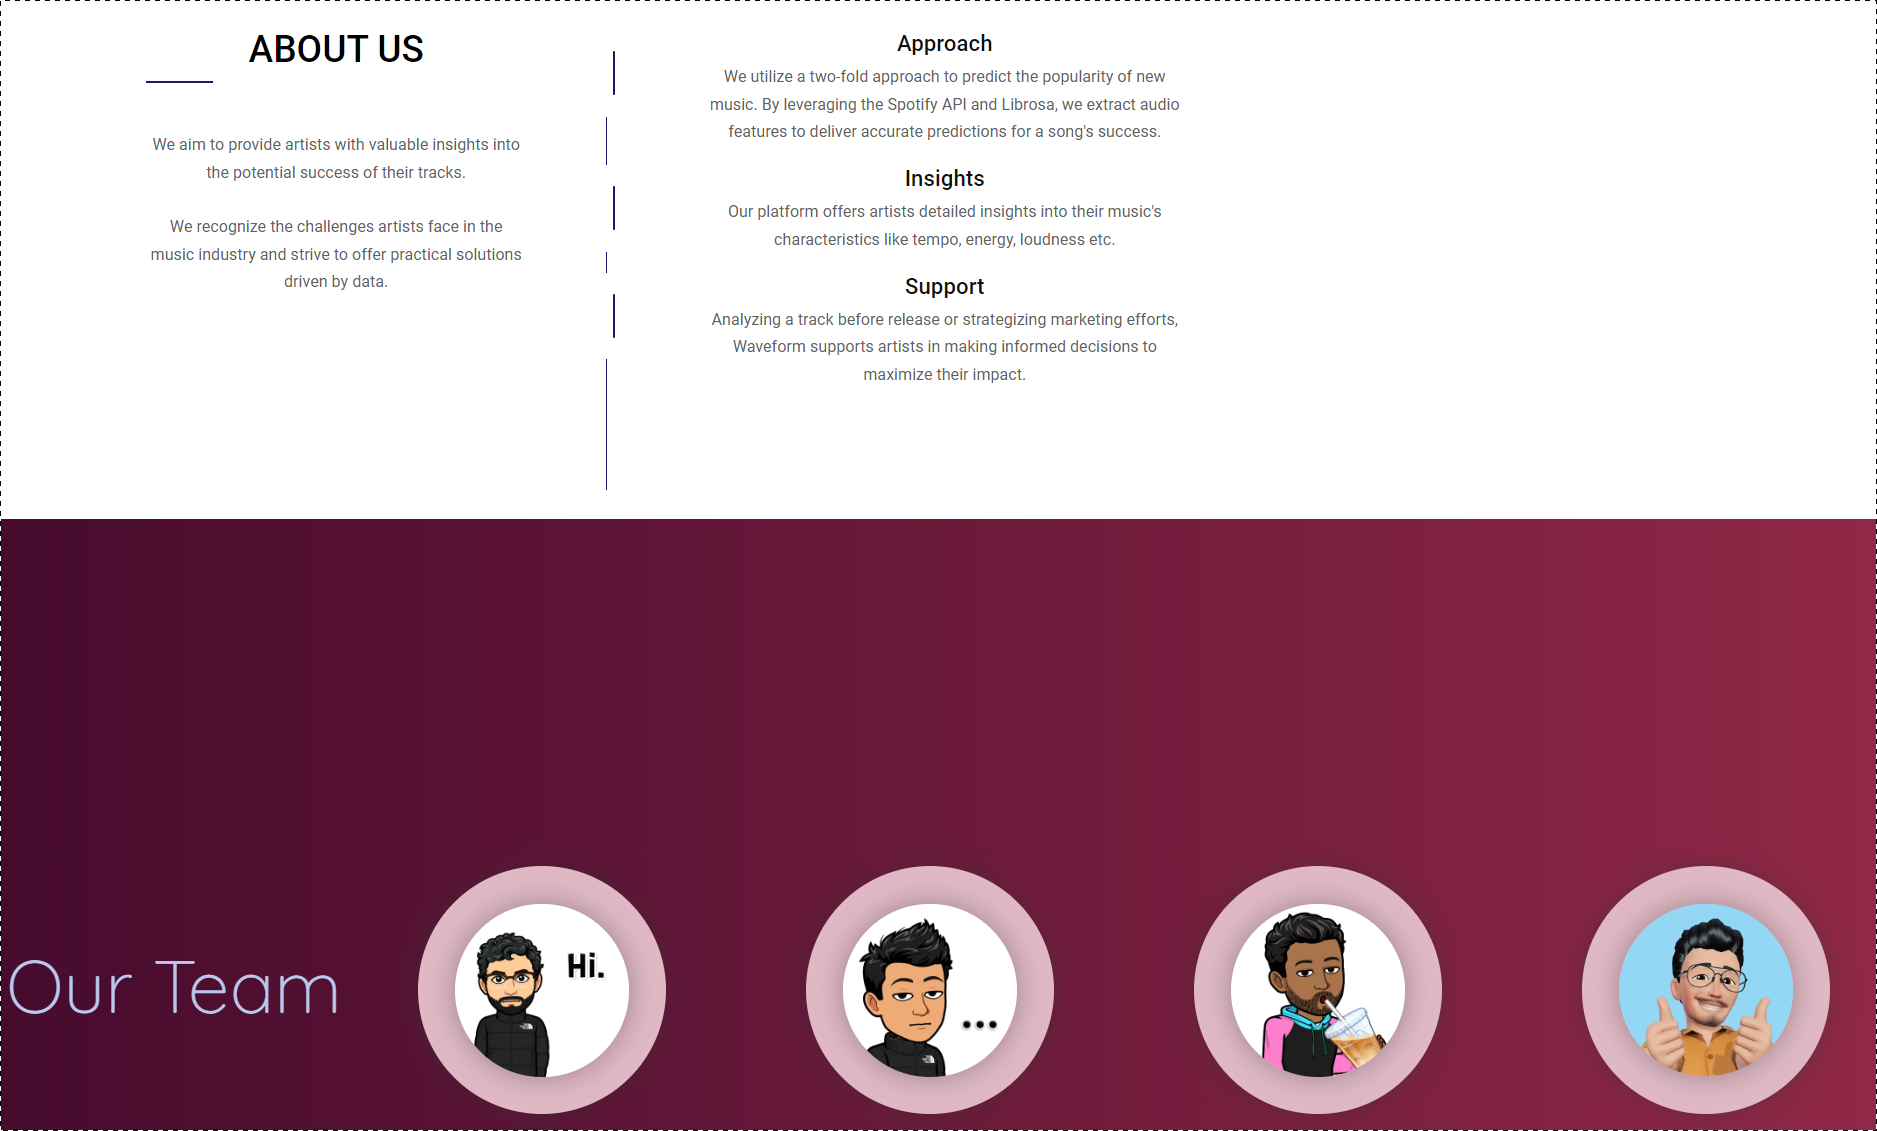 ABOUT US
We aim to provide artists with valuable insights into
the potential success of their tracks.
We recognize the challenges artists face in the
music industry and strive to offer practical solutions
driven by data.
Approach
We utilize a two-fold approach to predict the popularity of new
music. By leveraging the Spotify API and Librosa, we extract audio
features to deliver accurate predictions for a song's success.
Insights
Our platform offers artists detailed insights into their music's
characteristics like tempo, energy, loudness etc.
Support
Analyzing a track before release or strategizing marketing efforts,
Waveform supports artists in making informed decisions to
maximize their impact.
Our Team
Hi.
...